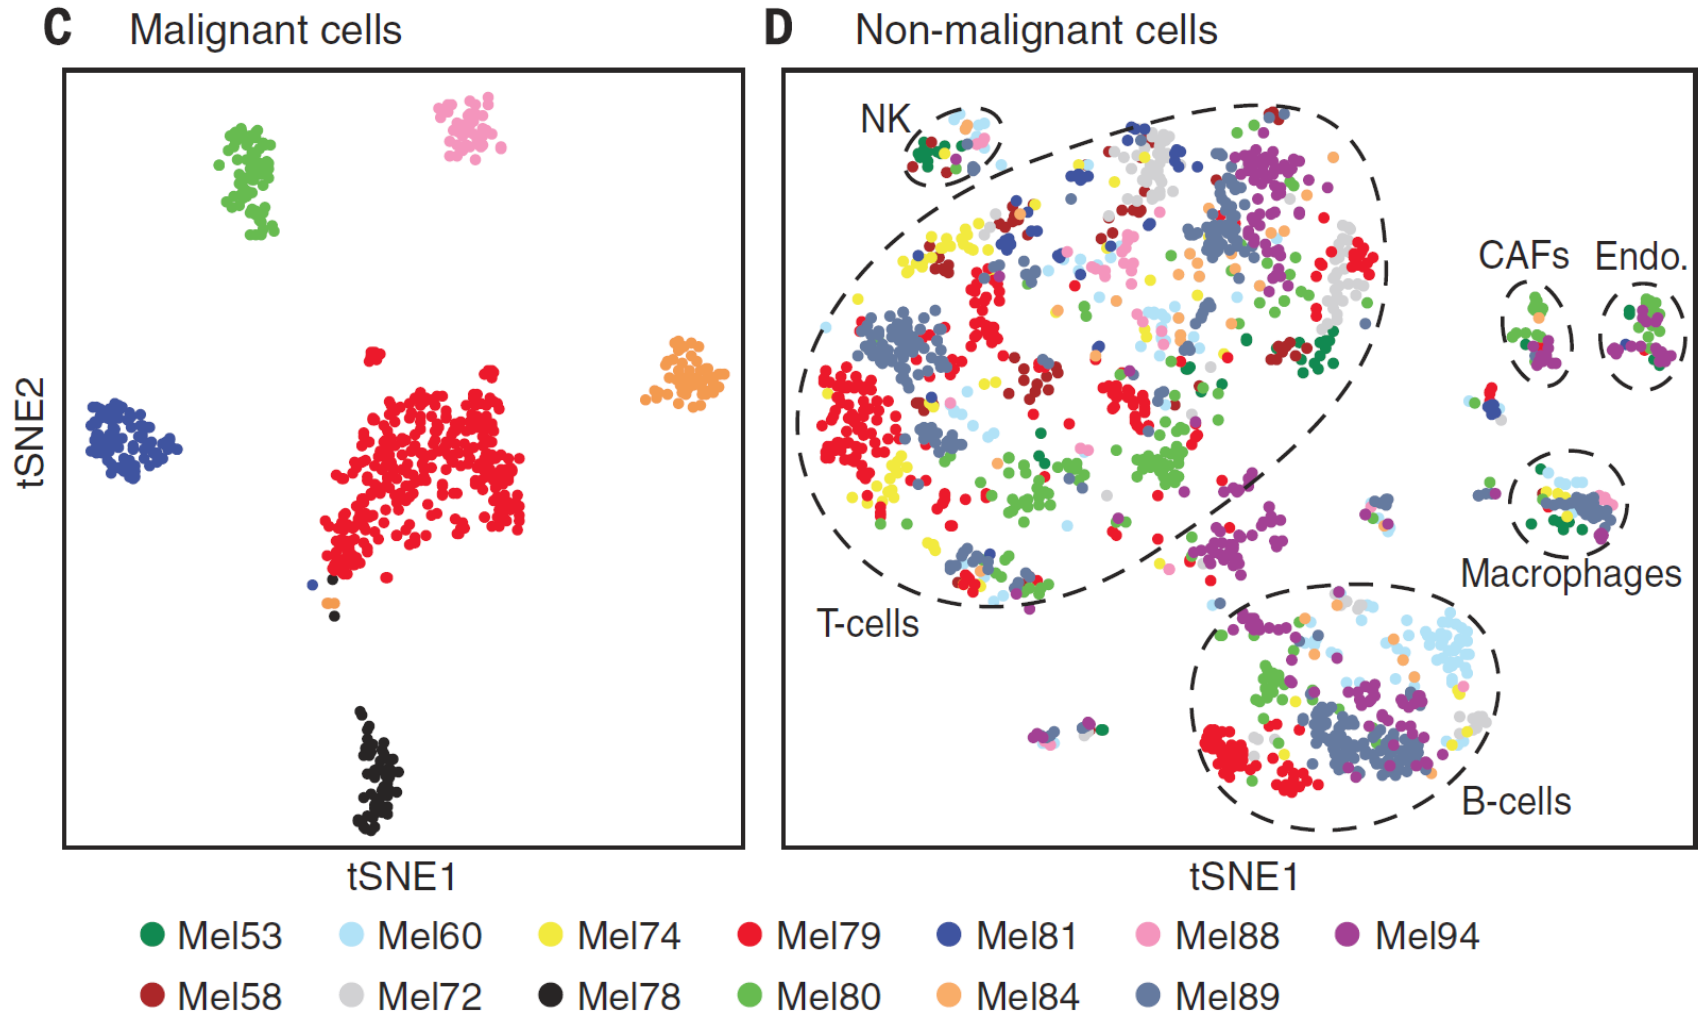 C Malignant cells
D Non-malignant cells
NK
CAFs Endo.
T-cells
Macrophages
B-cells
tSNE2
tSNE1
tSNE1
Mel53 Mel60 Mel74 Mel79 Mel81 Mel88 Mel94
Mel58 Mel72 Mel78 Mel80 Mel84 Mel89